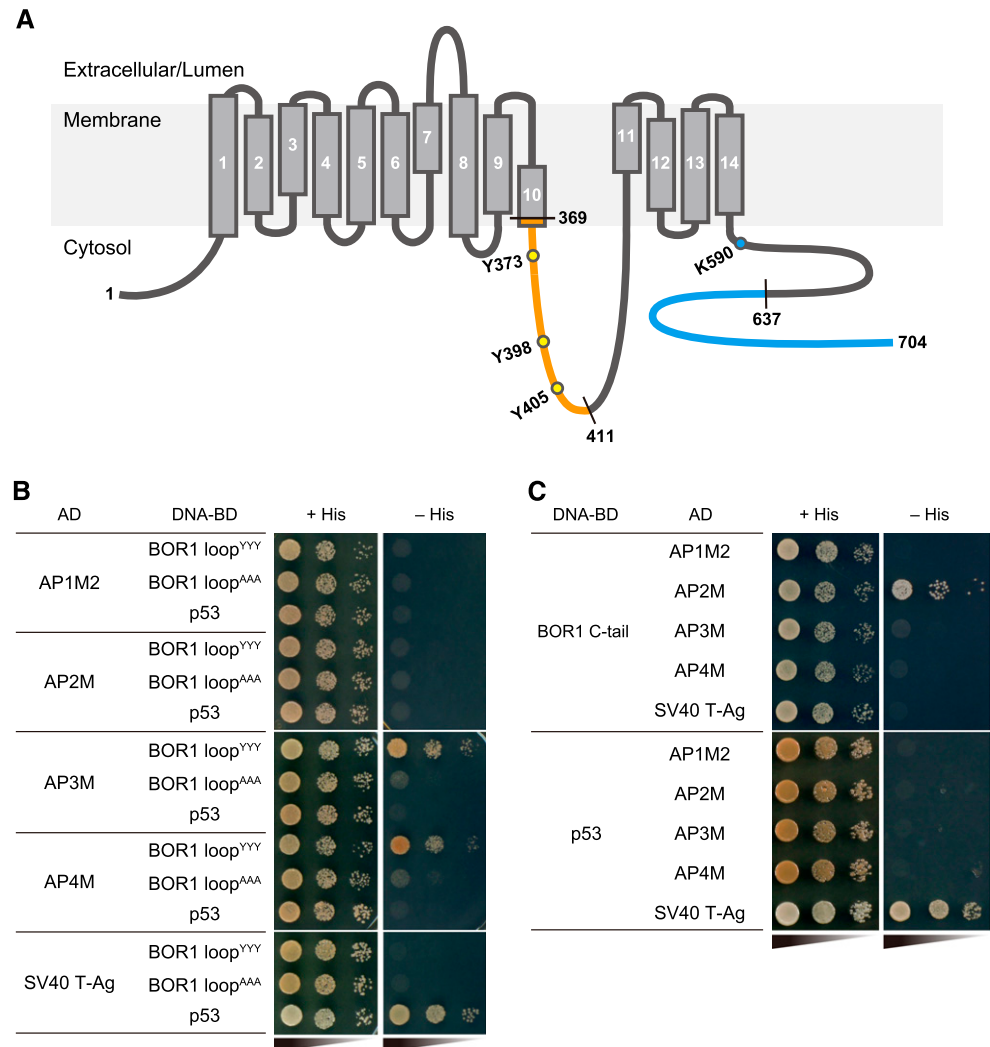 A
Extracellular/Lumen
Membrane
1 2 3 4 5 6 7 8 9 10 11 12 13 14
369
Cytosol
Y373
K590
1
637
Y398
704
Y405
411
B
AD DNA-BD + His – His
AP1M2
BOR1 loopYYY
BOR1 loopAAA
p53
AP2M
BOR1 loopYYY
BOR1 loopAAA
p53
AP3M
BOR1 loopYYY
BOR1 loopAAA
p53
AP4M
BOR1 loopYYY
BOR1 loopAAA
p53
SV40 T-Ag
BOR1 loopYYY
BOR1 loopAAA
p53
C
DNA-BD AD + His – His
BOR1 C-tail
AP1M2
AP2M
AP3M
AP4M
SV40 T-Ag
p53
AP1M2
AP2M
AP3M
AP4M
SV40 T-Ag